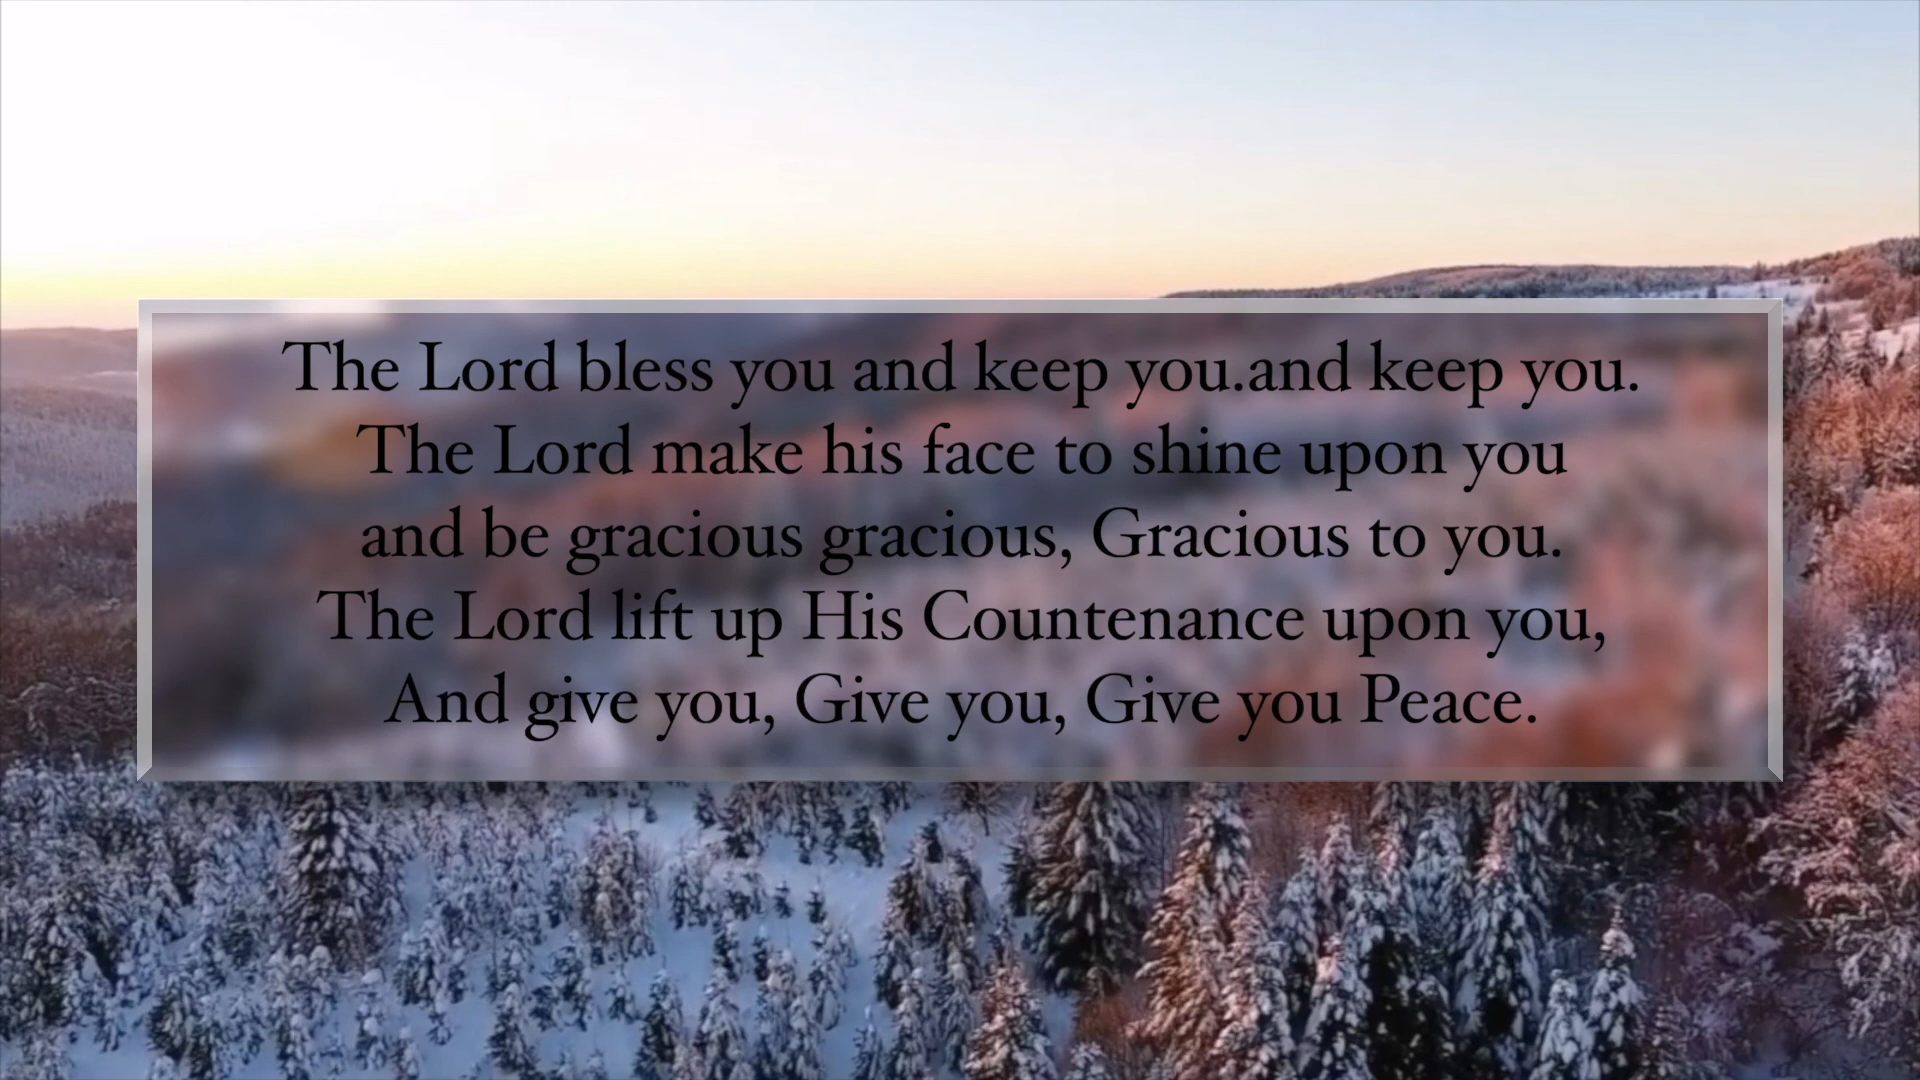 The Lord bless you and keep you.and keep you.
The Lord make his face to shine upon you
and be gracious gracious, Gracious to you.
The Lord lift up His Countenance upon you,
And give you, Give you, Give you Peace.